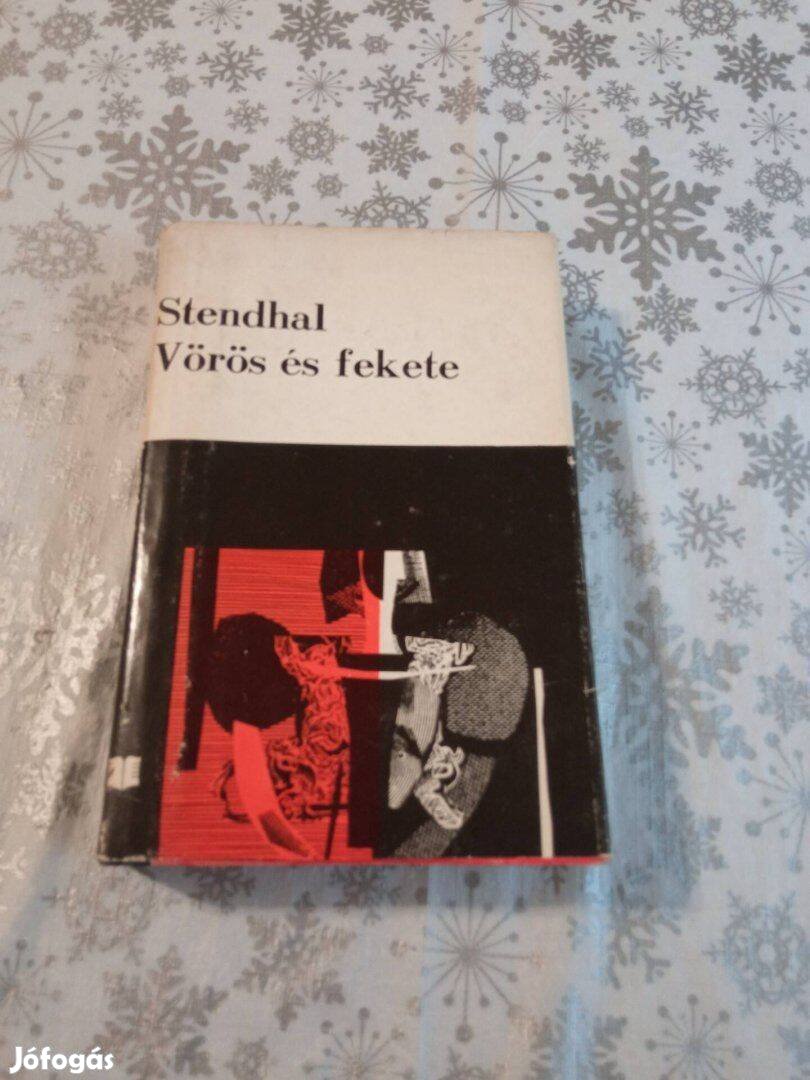 Stendhal
Vörös és fekete
Jófogás